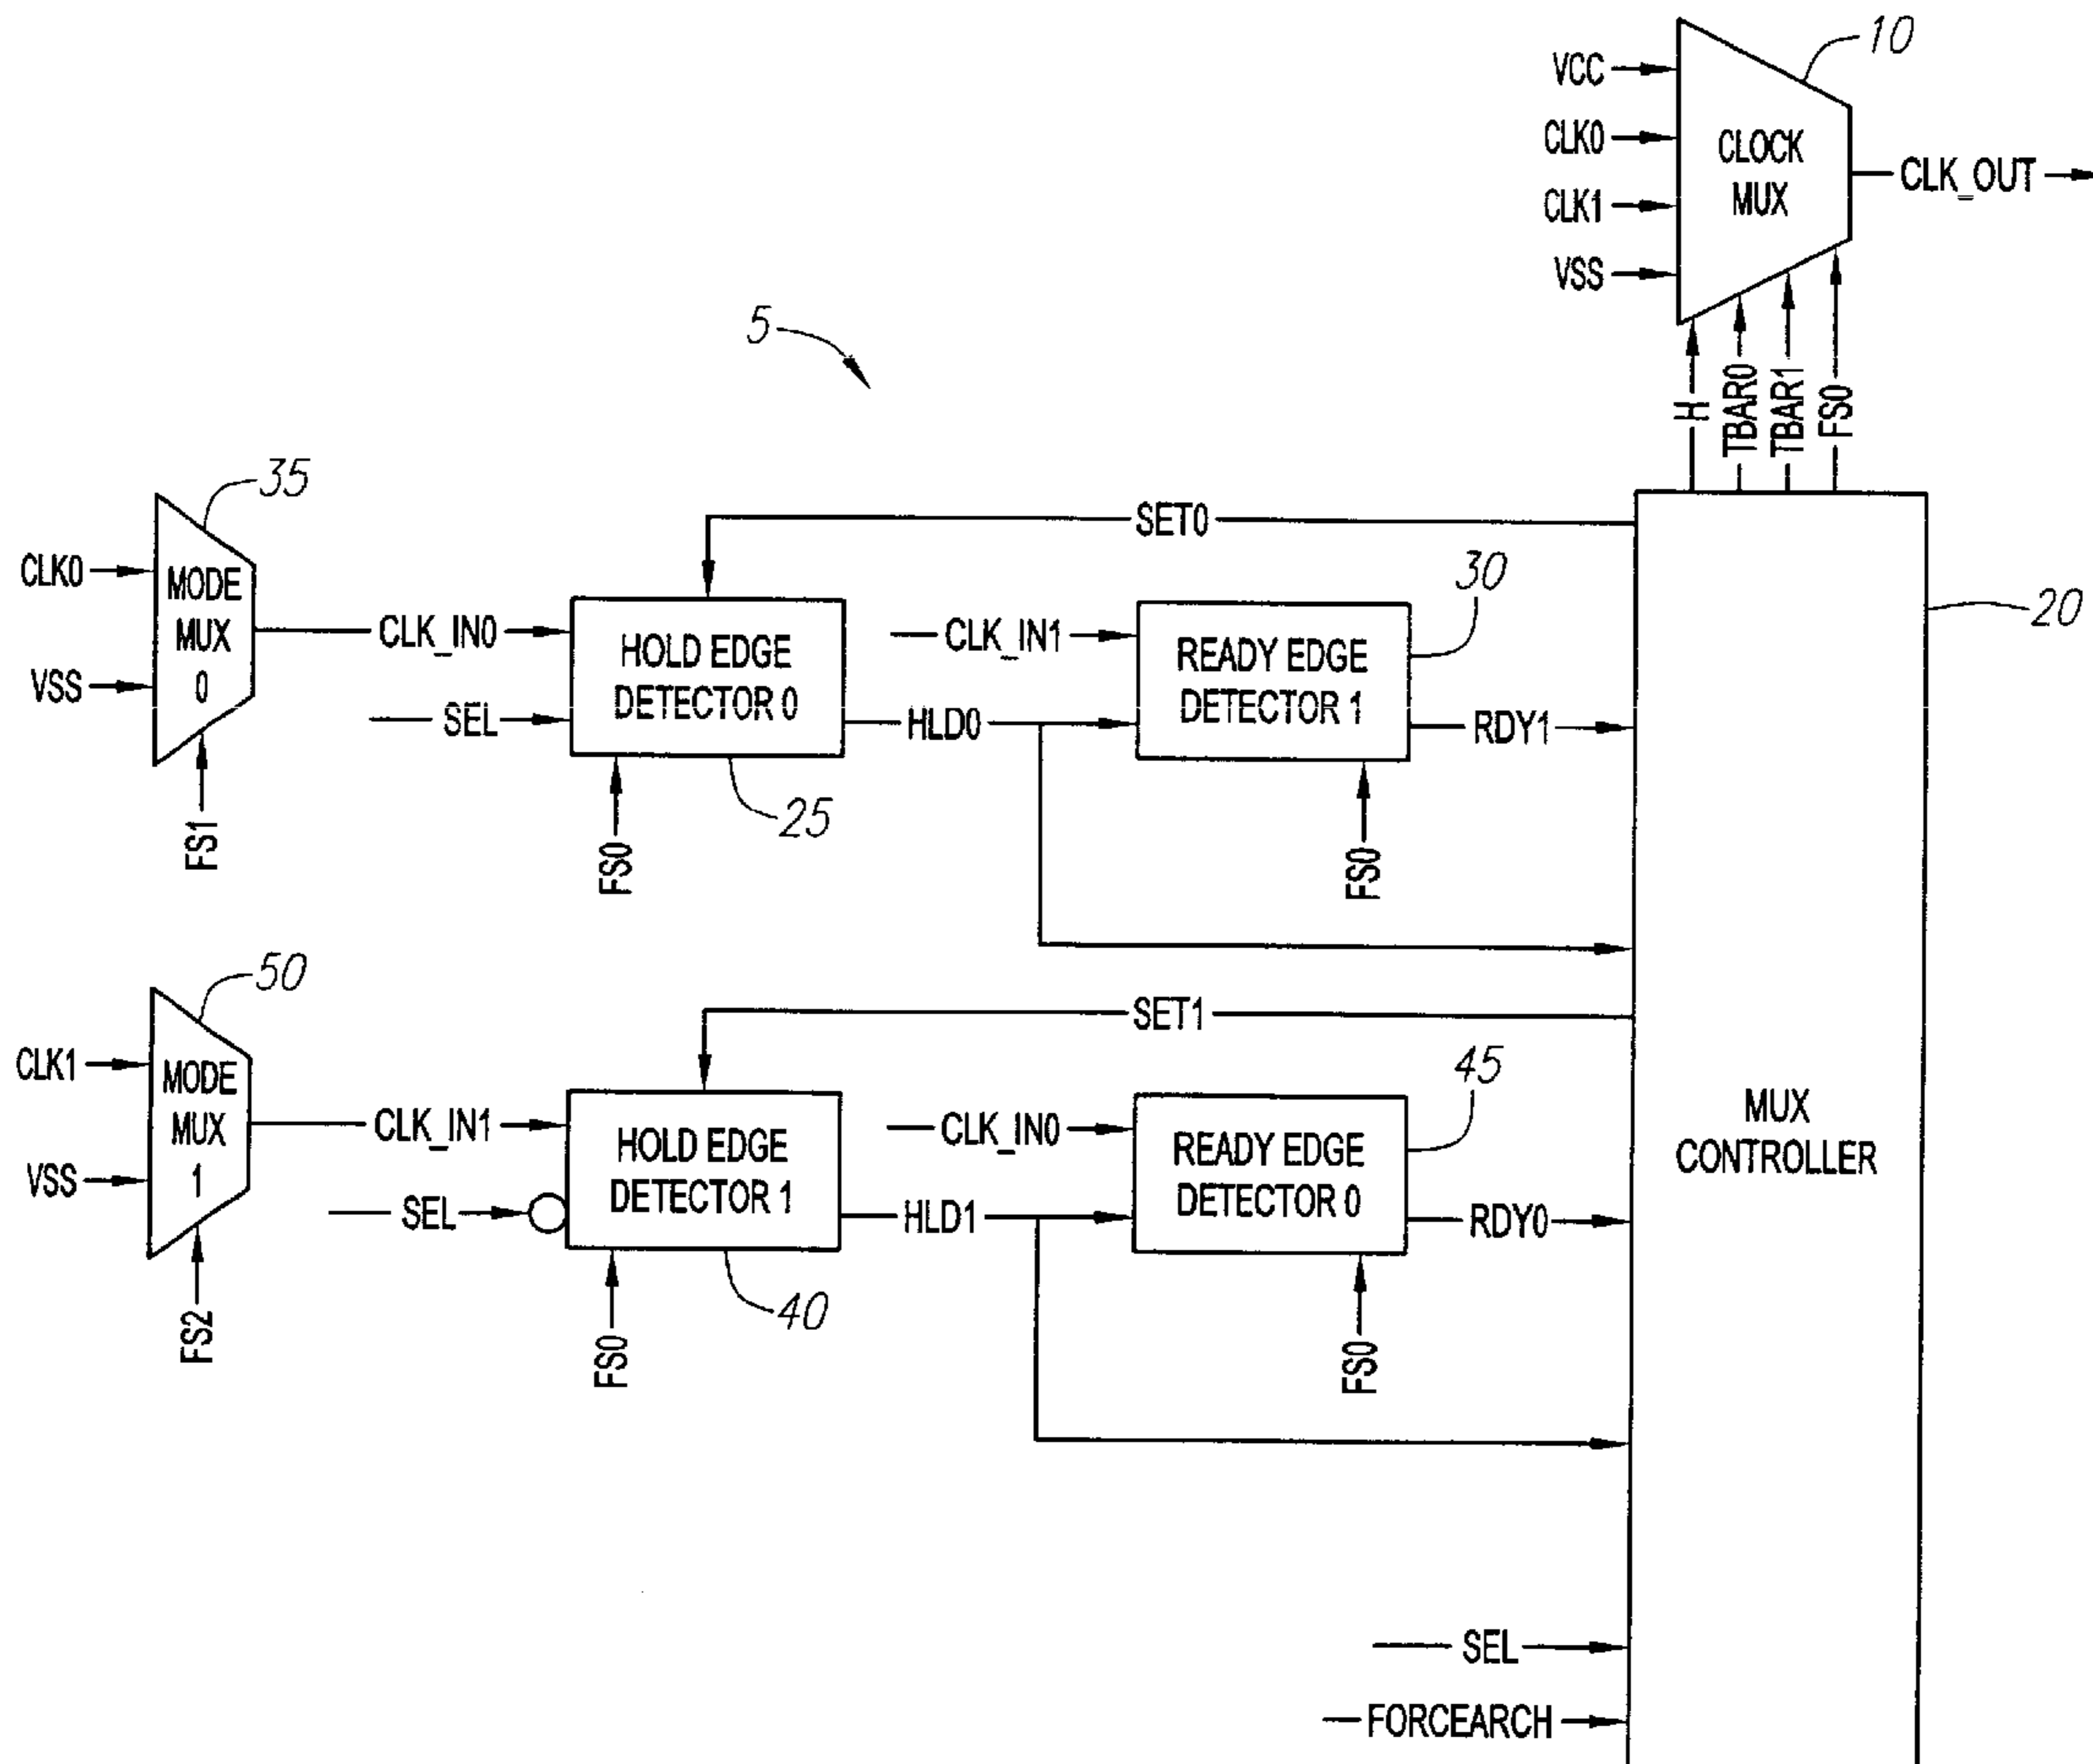 10
VCC
CLK0
CLK1
VSS
CLOCK
MUX
CLK_OUT
5
H
TBAR0
TBAR1
FS0
35
CLK0
VSS
MODE
MUX
0
FS1
CLK_IN0
SEL
SET0
HOLD EDGE
DETECTOR 0
25
FS0
HLD0
CLK_IN1
30
READY EDGE
DETECTOR 1
RDY1
FS0
20
50
CLK1
VSS
MODE
MUX
1
FS2
CLK_IN1
SEL
SET1
HOLD EDGE
DETECTOR 1
40
FS0
HLD1
CLK_IN0
45
READY EDGE
DETECTOR 0
RDY0
FS0
MUX
CONTROLLER
SEL
FORCEARCH